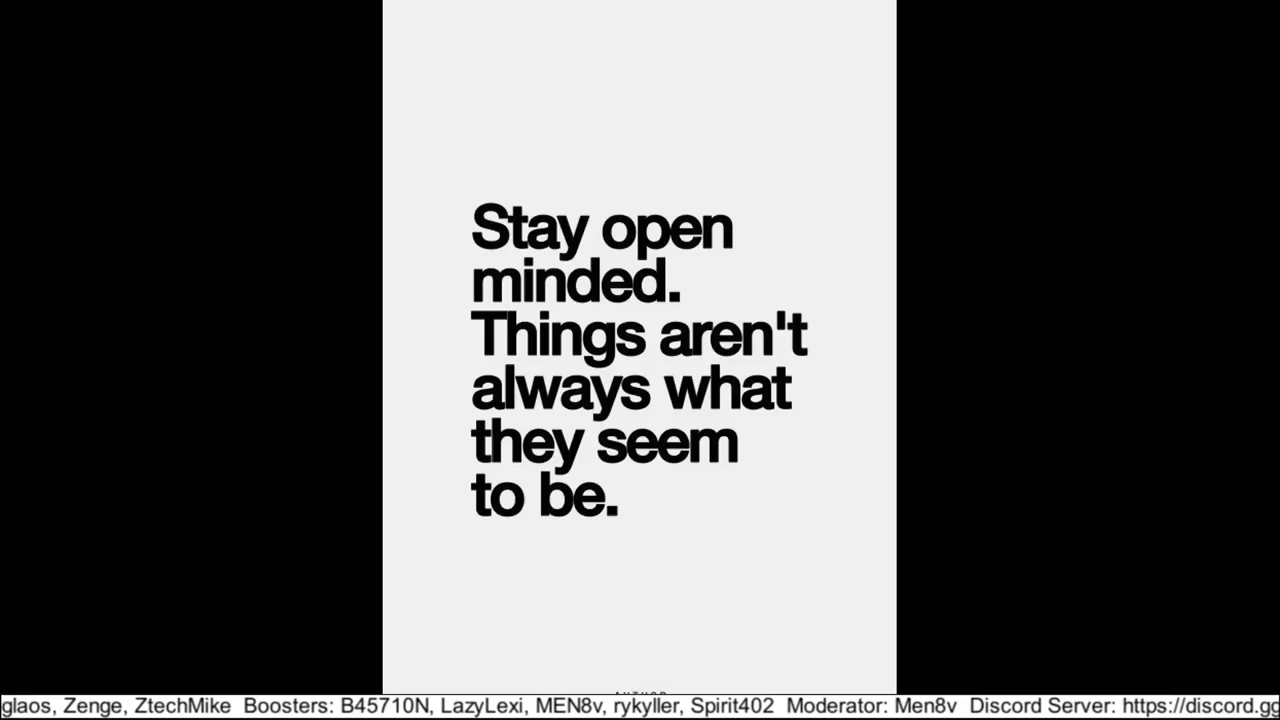 Stay open
minded.
Things aren't
always what
they seem
to be.
glaos, Zenge, ZtechMike Boosters: B45710N, LazyLexi, MEN8v, rykyller, Spirit402 Moderator: Men8v Discord Server: https://discord.gg